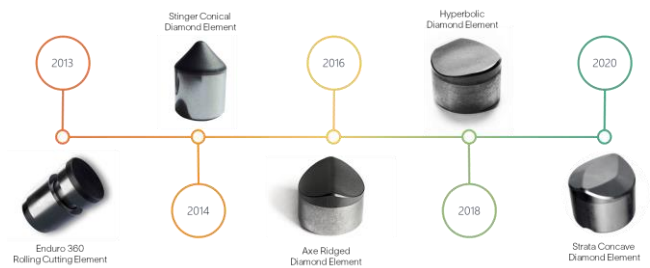 Stinger Conical
Diamond Element
Hyperbolic
Diamond Element
2013
2016
2020
2014
2018
Enduro 360
Rolling Cutting Element
Axe Ridged
Diamond Element
Strata Concave
Diamond Element